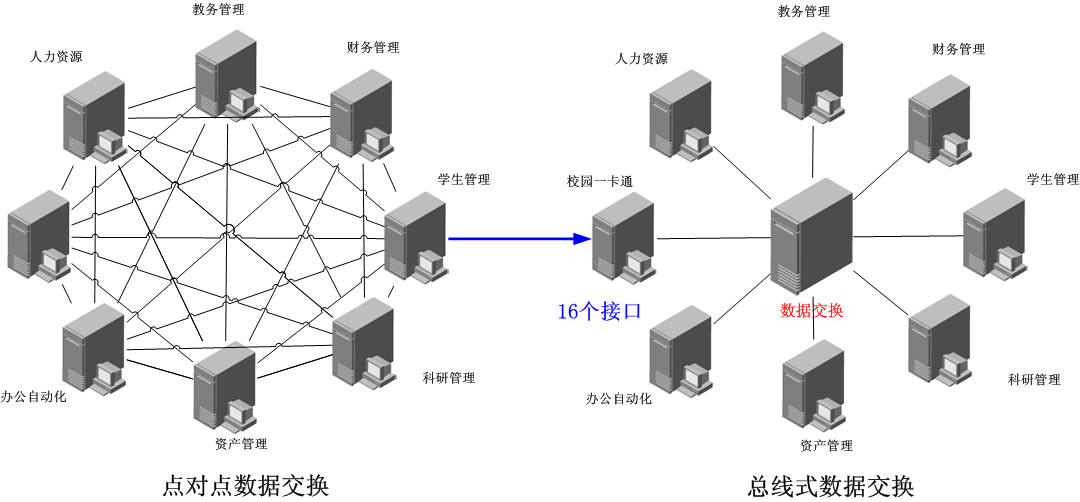 教务管理
人力资源
财务管理
学生管理
办公自动化
科研管理
资产管理
点对点数据交换
教务管理
人力资源
财务管理
校园一卡通
学生管理
16个接口
数据交换
办公自动化
科研管理
资产管理
总线式数据交换